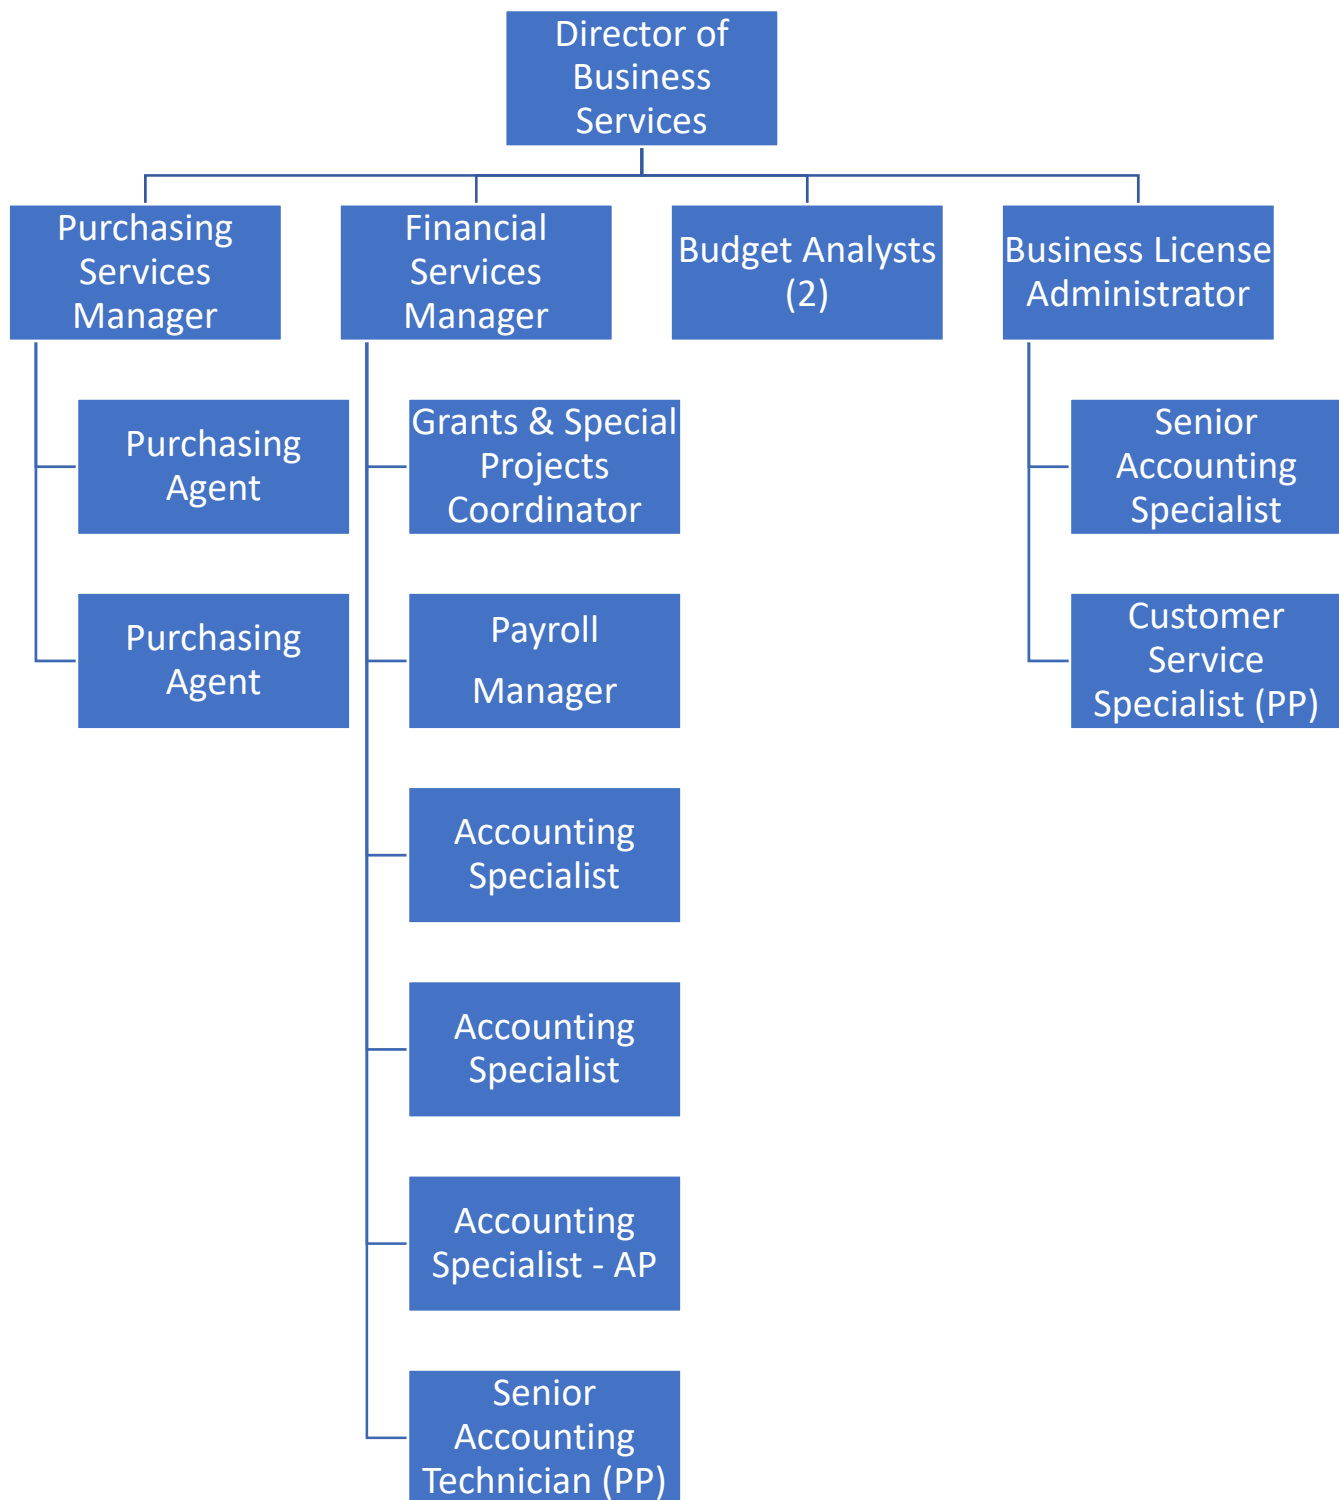 Director of
Business
Services
Purchasing
Services
Manager
Financial
Services
Manager
Budget Analysts
(2)
Business License
Administrator
Purchasing
Agent
Purchasing
Agent
Grants & Special
Projects
Coordinator
Payroll
Manager
Accounting
Specialist
Accounting
Specialist
Accounting
Specialist - AP
Senior
Accounting
Technician (PP)
Senior
Accounting
Specialist
Customer
Service
Specialist (PP)